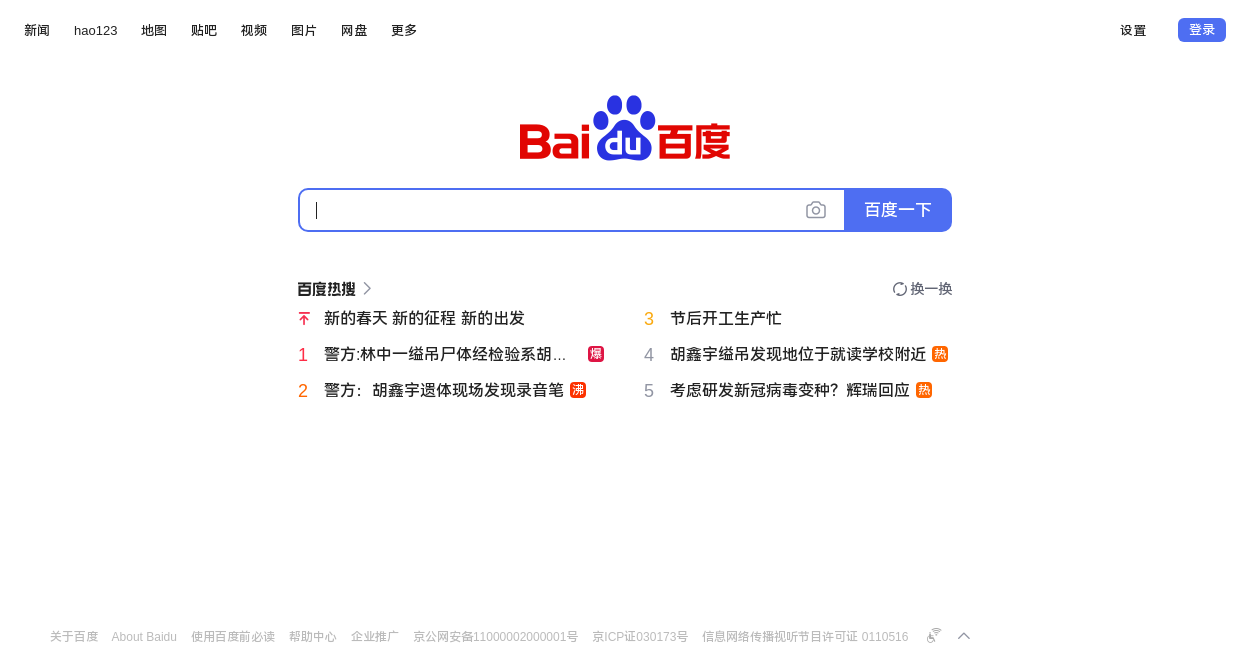 新闻 hao123 地图 贴吧 视频 图片 网盘 更多 设置 登录
Bai du 百度
百度一下
百度热搜 换一换
新的春天 新的征程 新的出发
1 警方:林中一缢吊尸体经检验系胡... 爆
2 警方：胡鑫宇遗体现场发现录音笔 沸
3 节后开工生产忙
4 胡鑫宇缢吊发现地位于就读学校附近 热
5 考虑研发新冠病毒变种？辉瑞回应 热
关于百度 About Baidu 使用百度前必读 帮助中心 企业推广 京公网安备11000002000001号 京ICP证030173号 信息网络传播视听节目许可证 0110516